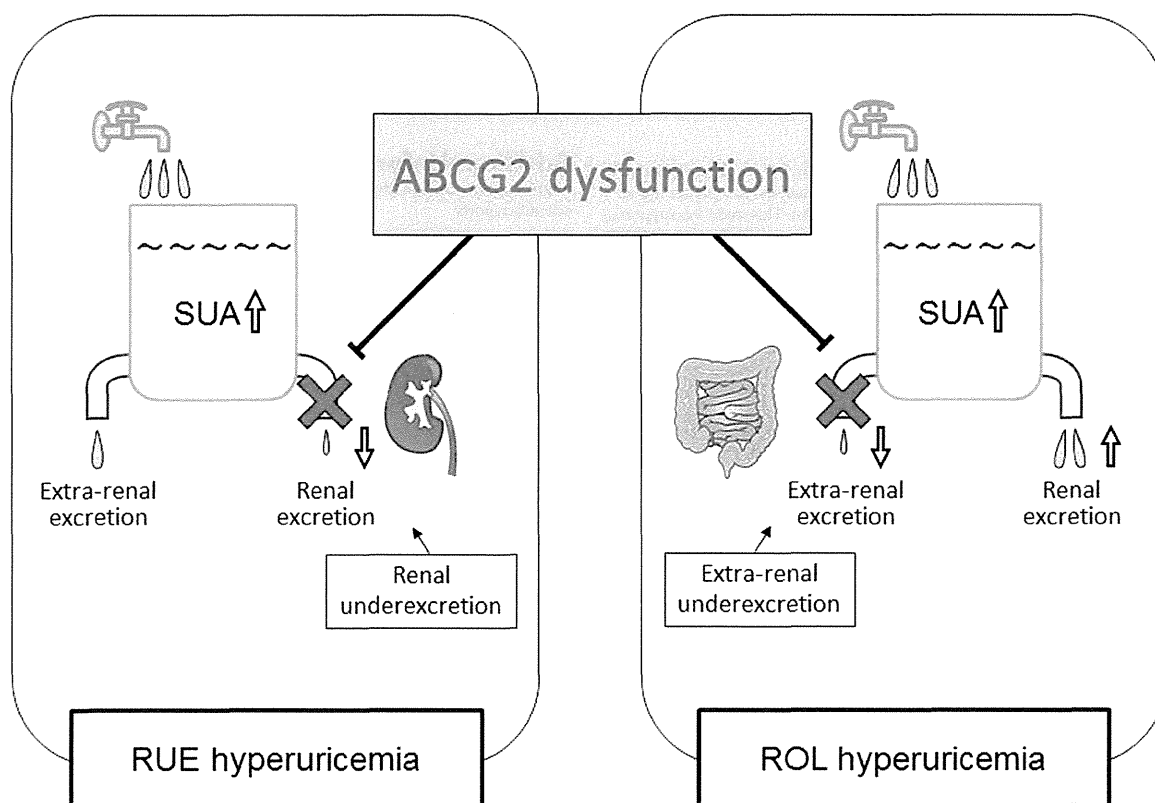 ABCG2 dysfunction
SUA
Extra-renal
excretion
Renal
excretion
Renal
underexcretion
RUE hyperuricemia
SUA
Extra-renal
excretion
Renal
excretion
Extra-renal
underexcretion
ROL hyperuricemia